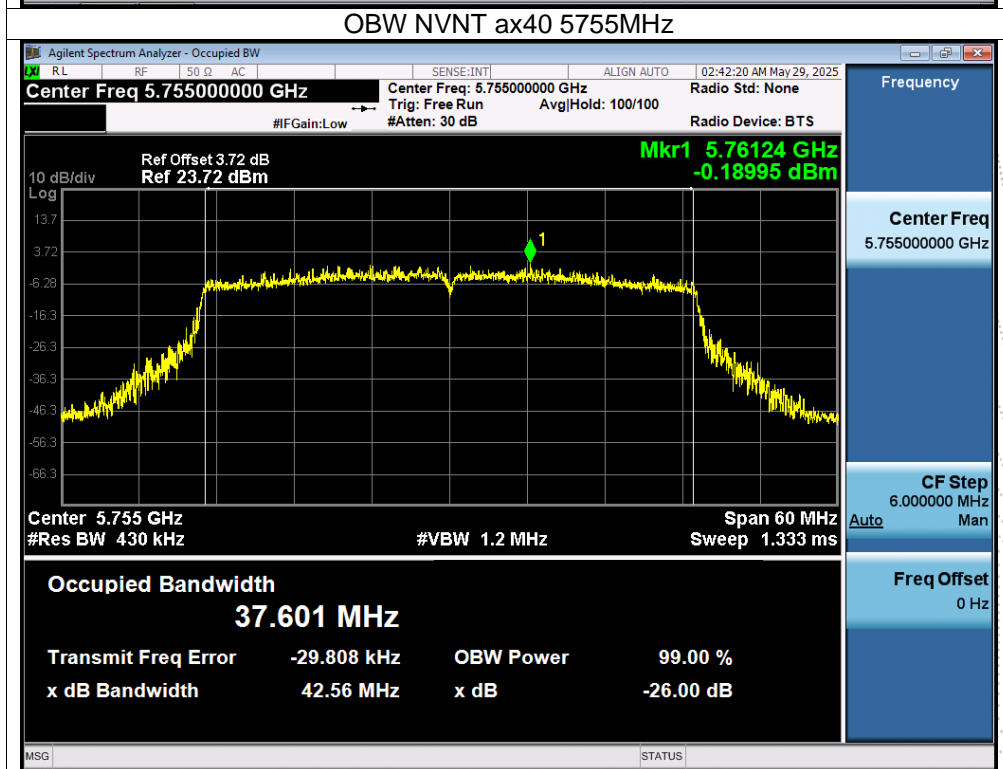 OBW NVNT ax40 5755MHz
Agilent Spectrum Analyzer - Occupied BW
LXI RL RF 50 Ω AC SENSE:INT ALIGN AUTO 02:42:20 AM May 29, 2025
Center Freq 5.755000000 GHz
Center Freq: 5.755000000 GHz Radio Std: None
Trig: Free Run Avg|Hold: 100/100
#IFGain:Low #Atten: 30 dB Radio Device: BTS
Mkr1 5.76124 GHz
-0.18995 dBm
Ref Offset 3.72 dB
10 dB/div Ref 23.72 dBm
Log
13.7
3.72
-6.28
-16.3
-26.3
-36.3
-46.3
-56.3
-66.3
1
Center 5.755 GHz Span 60 MHz
#Res BW 430 kHz #VBW 1.2 MHz Sweep 1.333 ms
Occupied Bandwidth
37.601 MHz
Transmit Freq Error -29.808 kHz OBW Power 99.00 %
x dB Bandwidth 42.56 MHz x dB -26.00 dB
Frequency
Center Freq
5.755000000 GHz
CF Step
6.000000 MHz
Auto Man
Freq Offset
0 Hz
MSG STATUS